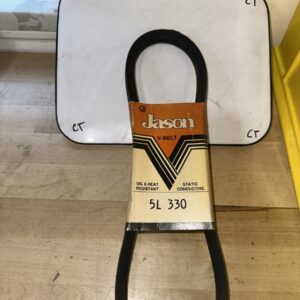 CT
CT
Jason
V-BELT
OIL & HEAT RESISTANT
STATIC CONDUCTIVE
5L 330
CT